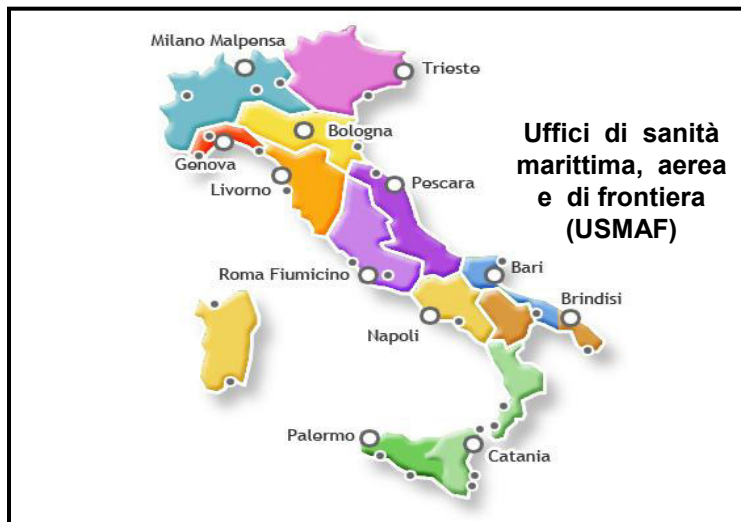 Milano Malpensa
Trieste
Bologna
Genova
Livorno
Pescara
Uffici di sanità
marittima, aerea
e di frontiera
(USMAF)
Roma Fiumicino
Bari
Brindisi
Napoli
Palermo
Catania